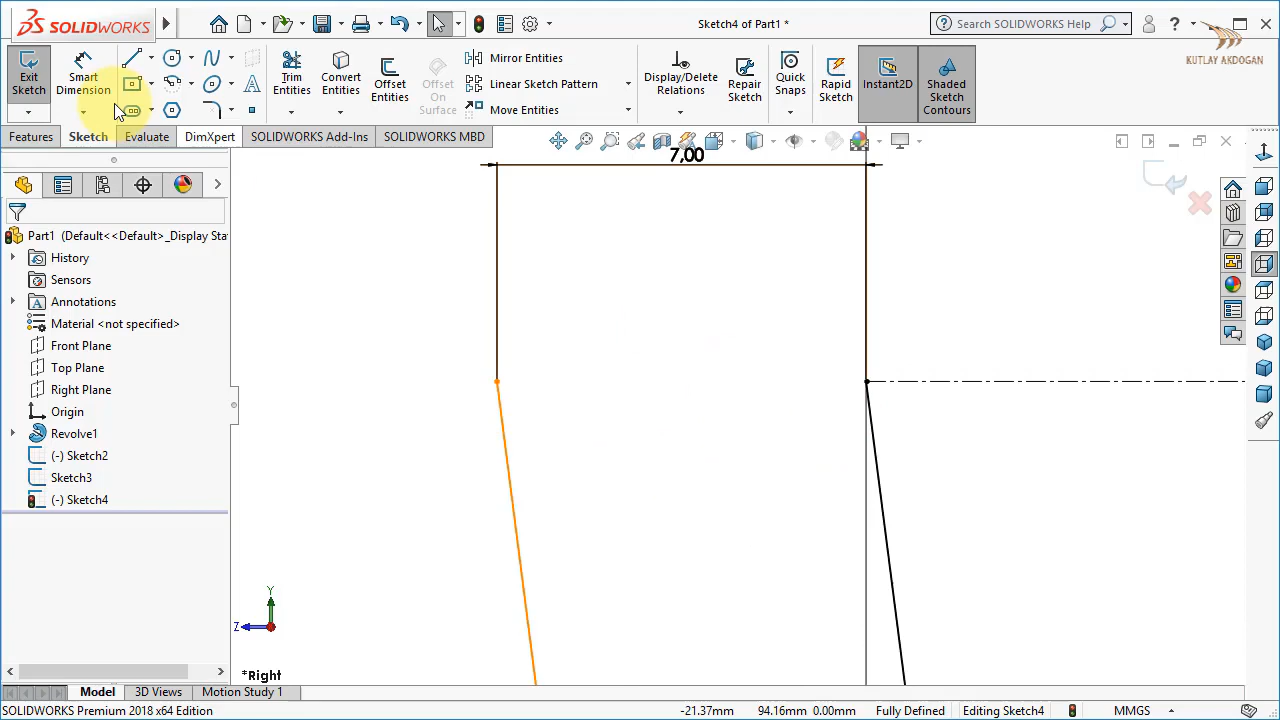 SOLIDWORKS
Sketch4 of Part1 *
Search SOLIDWORKS Help
?
KUTLAY AKDOGAN
Exit Sketch
Smart Dimension
Trim Entities
Convert Entities
Offset Entities
Offset On Surface
Mirror Entities
Linear Sketch Pattern
Move Entities
Display/Delete Relations
Repair Sketch
Quick Snaps
Rapid Sketch
Instant2D
Shaded Sketch Contours
Features
Sketch
Evaluate
DimXpert
SOLIDWORKS Add-Ins
SOLIDWORKS MBD
7,00
Part1 (Default<<Default>_Display Sta
History
Sensors
Annotations
Material <not specified>
Front Plane
Top Plane
Right Plane
Origin
Revolve1
(-) Sketch2
Sketch3
(-) Sketch4
Y
Z
*Right
Model
3D Views
Motion Study 1
SOLIDWORKS Premium 2018 x64 Edition
-21.37mm
94.16mm
0.00mm
Fully Defined
Editing Sketch4
MMGS